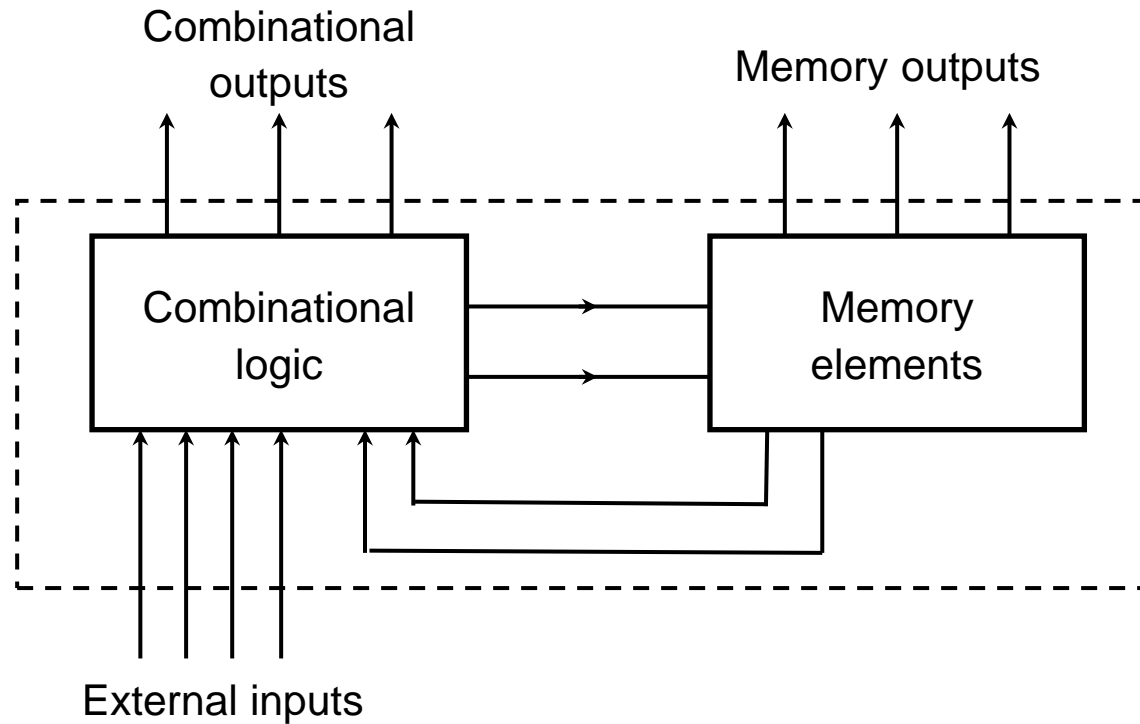 Combinational
outputs
Memory outputs
Combinational
logic
Memory
elements
External inputs